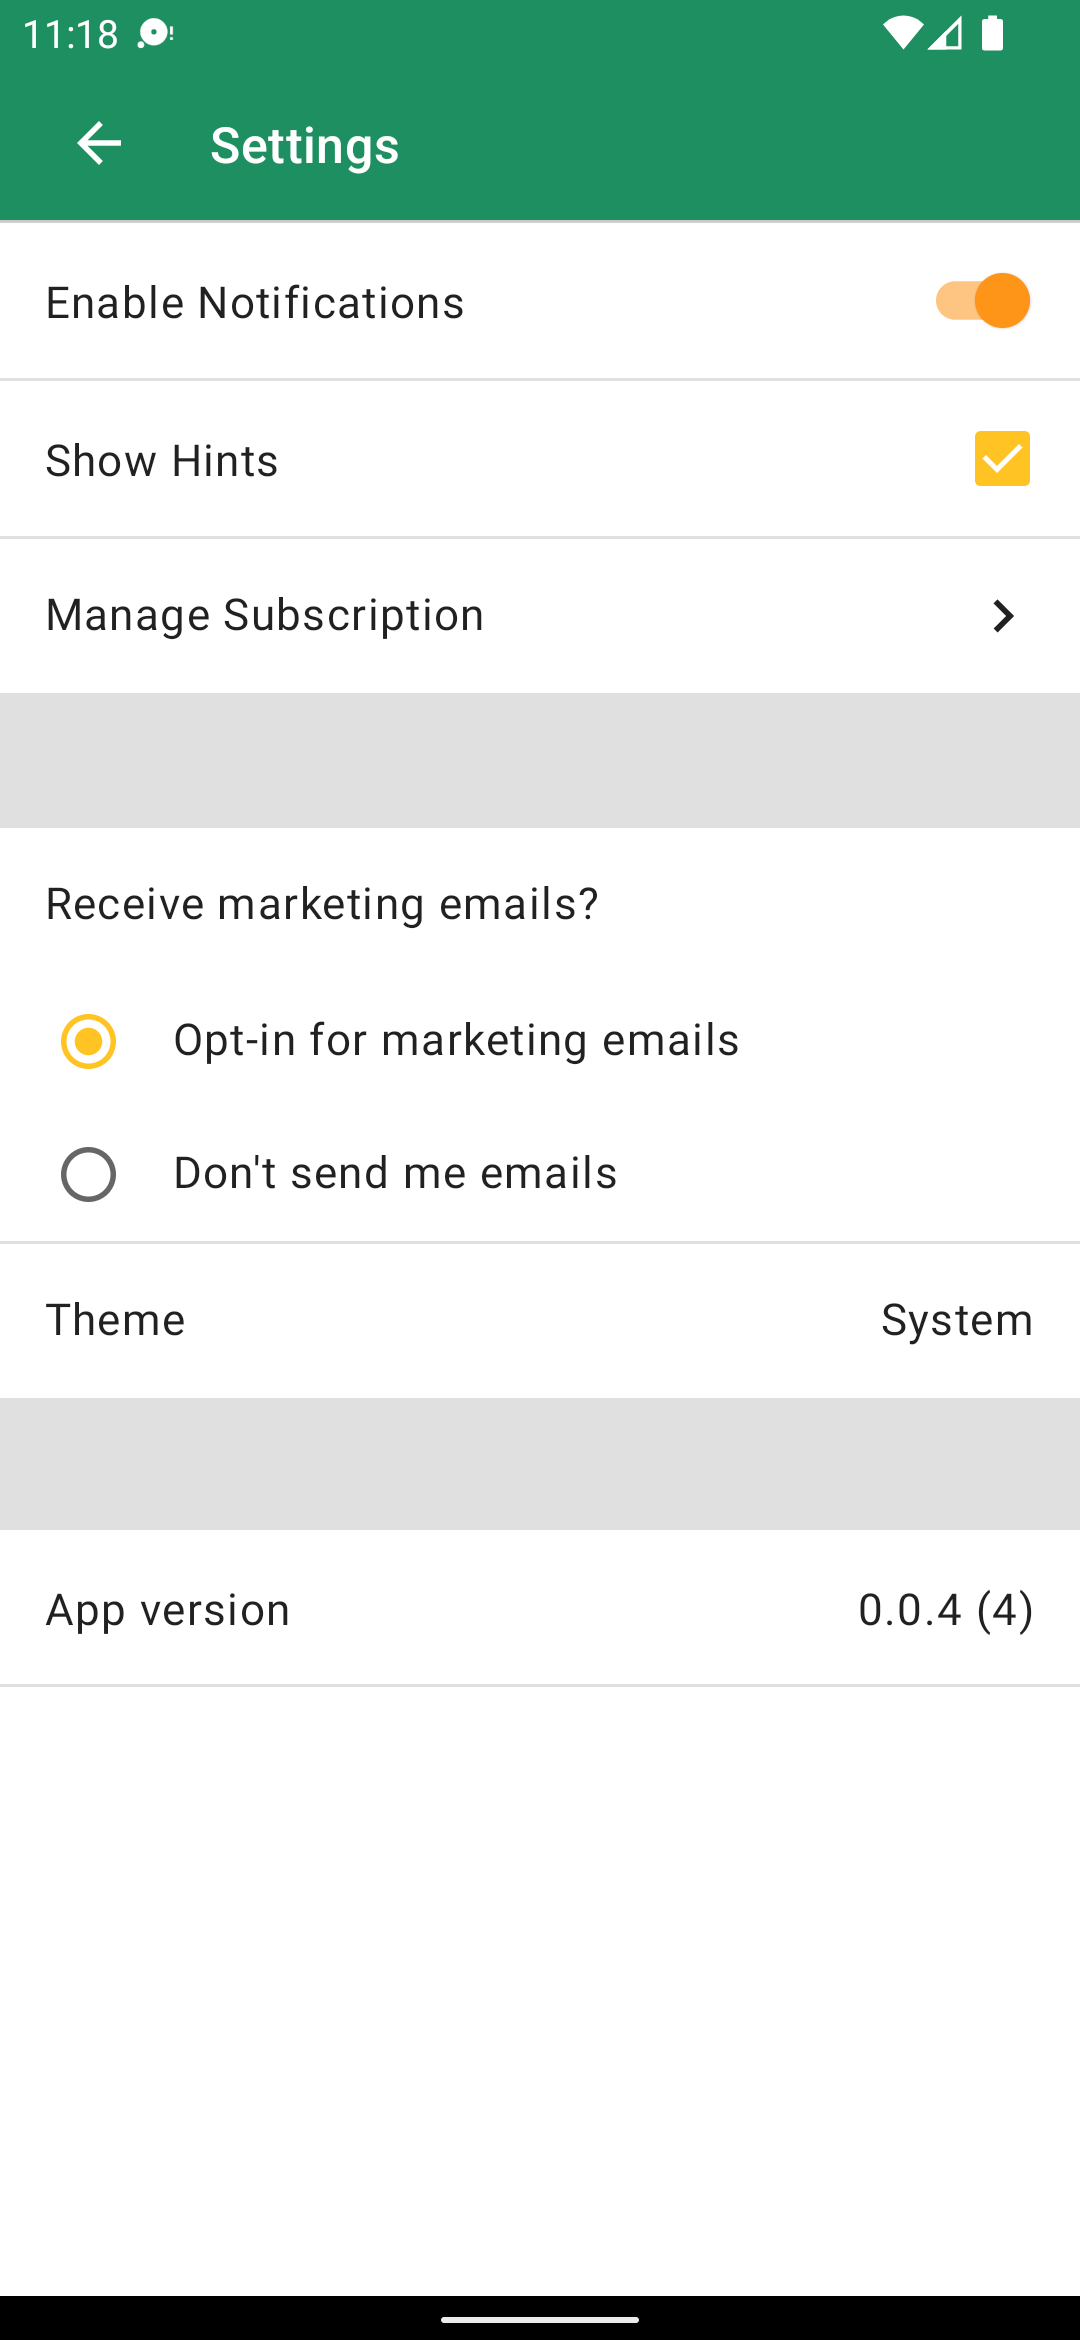 11:18
Settings
Enable Notifications
Show Hints
Manage Subscription
Receive marketing emails?
Opt-in for marketing emails
Don't send me emails
Theme System
App version 0.0.4 (4)